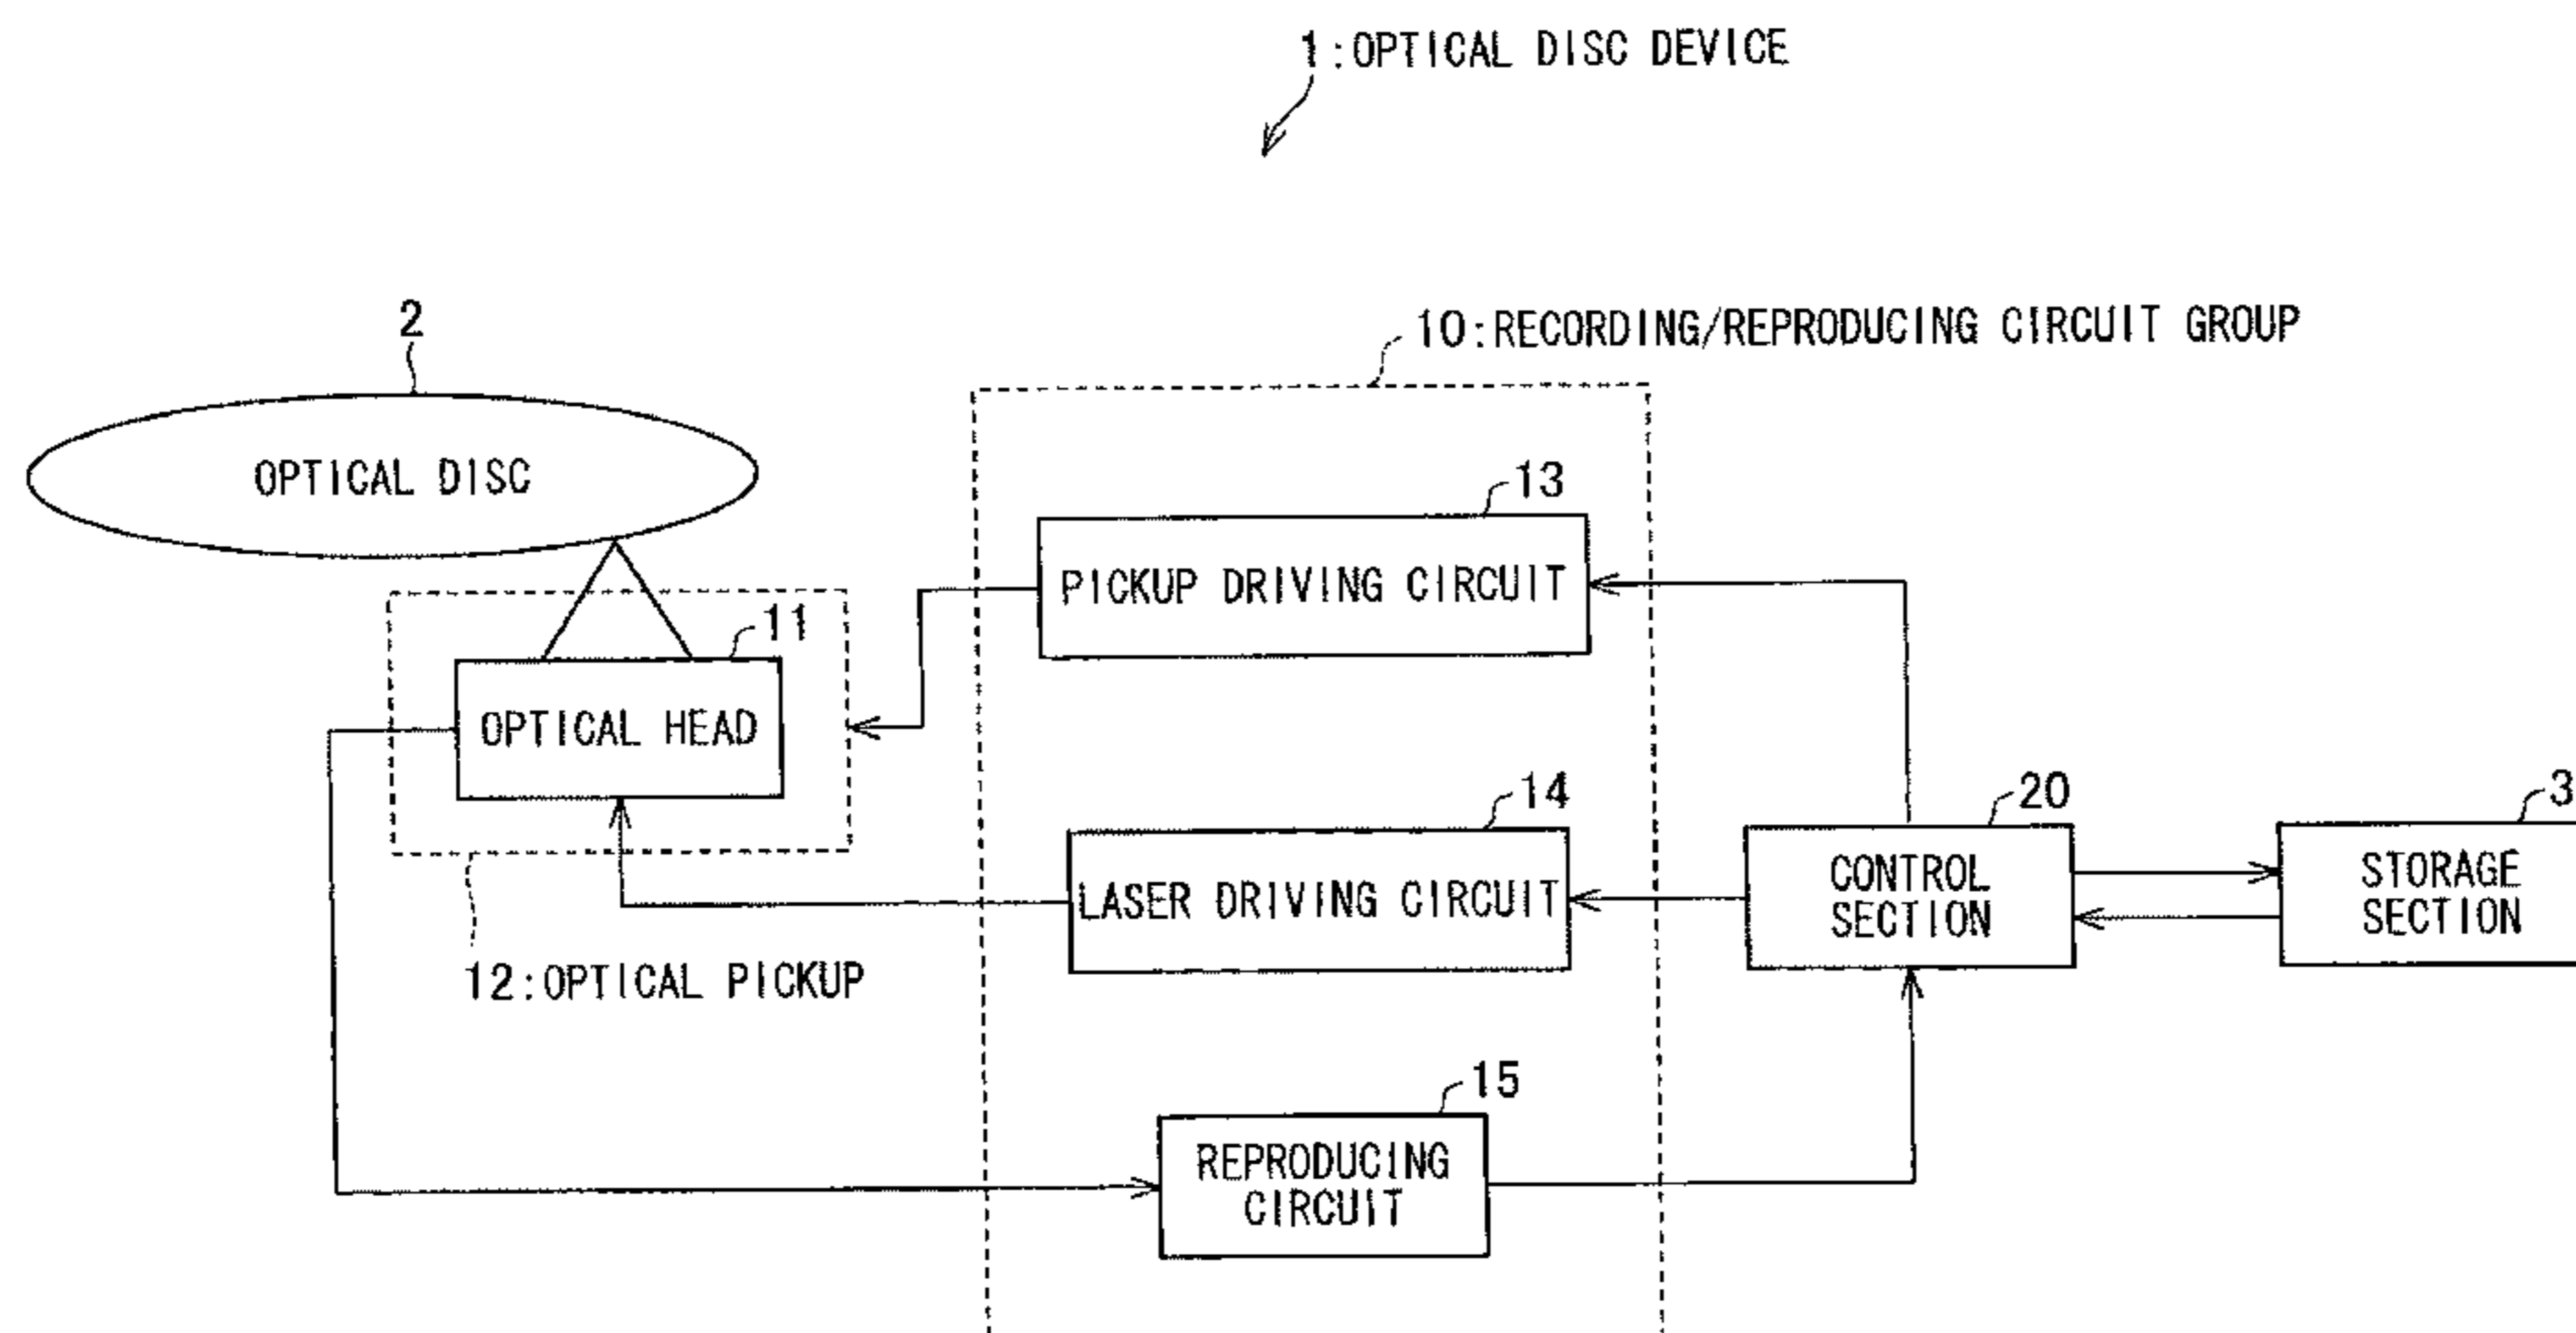 1:OPTICAL DISC DEVICE
10:RECORDING/REPRODUCING CIRCUIT GROUP
2
OPTICAL DISC
13
PICKUP DRIVING CIRCUIT
11
OPTICAL HEAD
14
LASER DRIVING CIRCUIT
20
CONTROL
SECTION
3
STORAGE
SECTION
12:OPTICAL PICKUP
15
REPRODUCING
CIRCUIT